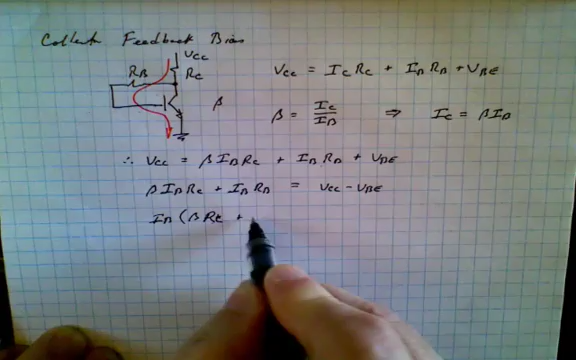 Collector Feedback Bias
Vcc
RB
RC
β
Vcc = IC RC + IB RB + VBE
β = IC / IB ⇒ IC = β IB
∴ Vcc = β IB RC + IB RB + VBE
β IB RC + IB RB = Vcc - VBE
IB (β RC +